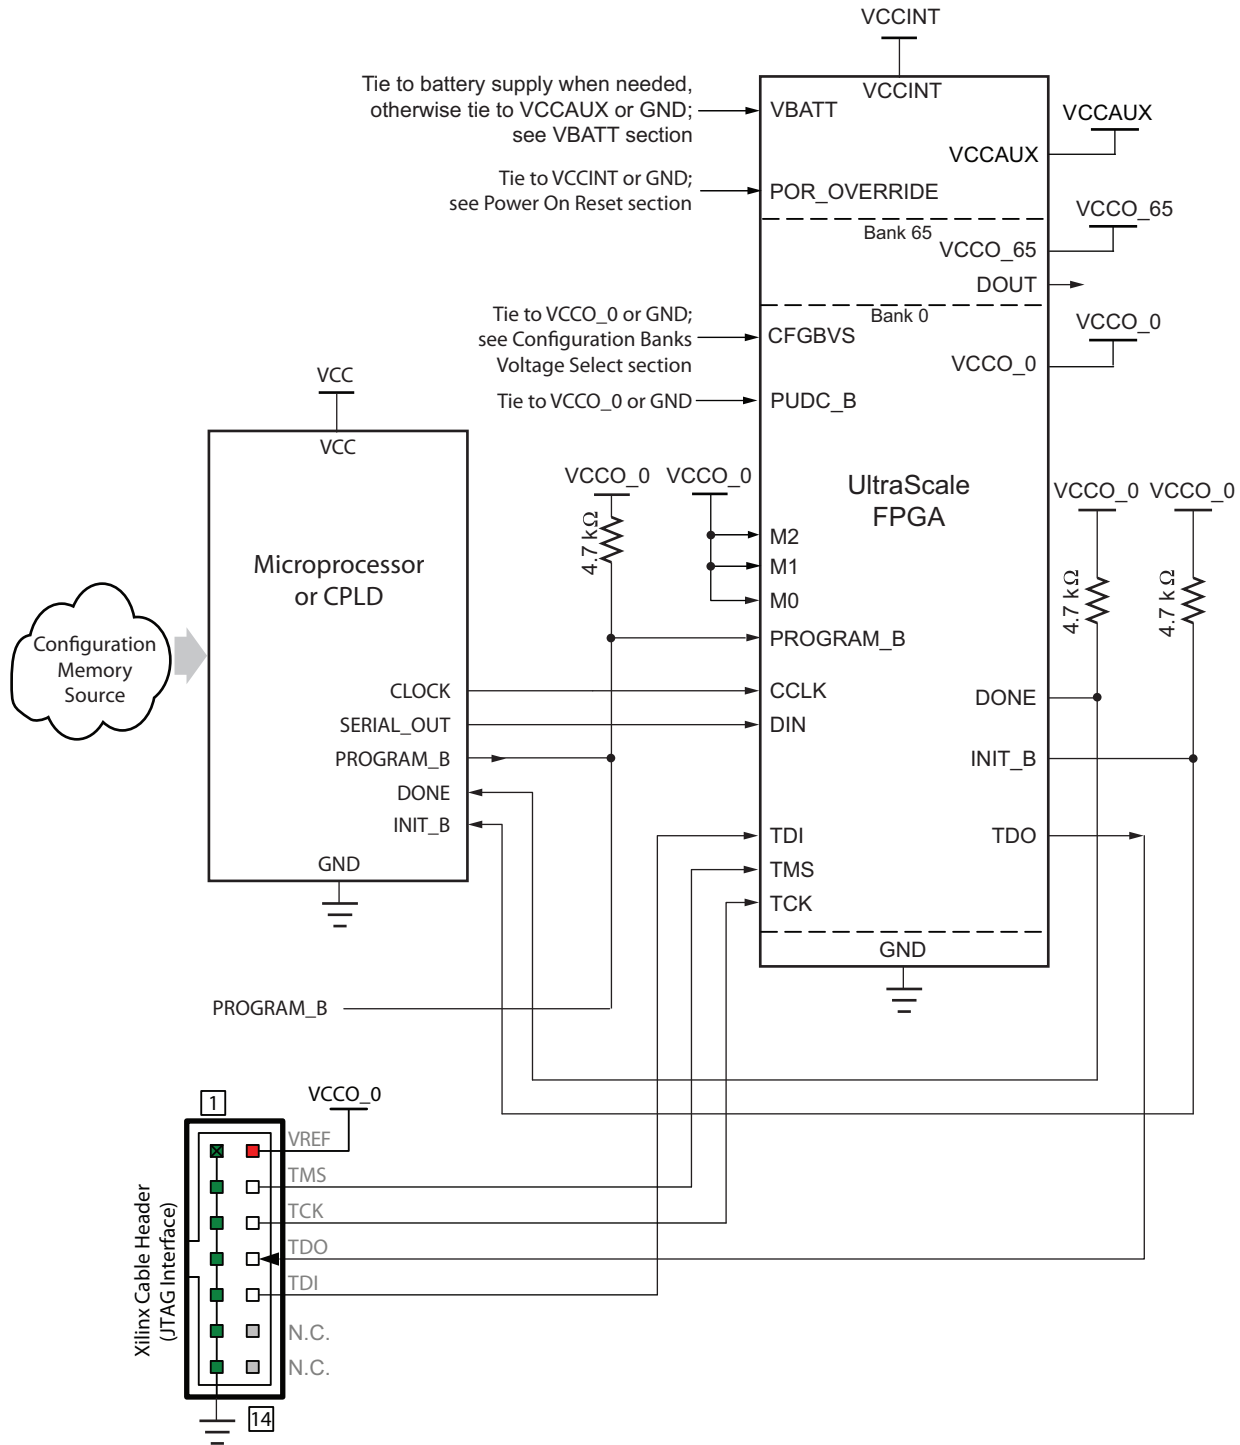 VCCINT
VCCINT
Tie to battery supply when needed,
otherwise tie to VCCAUX or GND;
see VBATT section
VBATT
VCCAUX
VCCAUX
Tie to VCCINT or GND;
see Power On Reset section
POR_OVERRIDE
VCCO_65
Bank 65
VCCO_65
DOUT
Tie to VCCO_0 or GND;
see Configuration Banks
Voltage Select section
Bank 0
CFGBVS
VCCO_0
VCCO_0
Tie to VCCO_0 or GND
PUDC_B
VCC
VCC
Microprocessor
or CPLD
Configuration
Memory
Source
CLOCK
SERIAL_OUT
PROGRAM_B
DONE
INIT_B
GND
VCCO_0
4.7 kΩ
VCCO_0
UltraScale
FPGA
M2
M1
M0
PROGRAM_B
CCLK
DIN
TDI
TMS
TCK
GND
VCCO_0
4.7 kΩ
VCCO_0
4.7 kΩ
DONE
INIT_B
TDO
PROGRAM_B
1
VCCO_0
Xilinx Cable Header
(JTAG Interface)
VREF
TMS
TCK
TDO
TDI
N.C.
N.C.
14